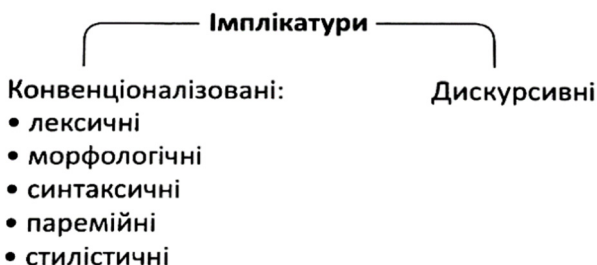 Імплікатури
Конвенціоналізовані:
• лексичні
• морфологічні
• синтаксичні
• паремійні
• стилістичні
Дискурсивні